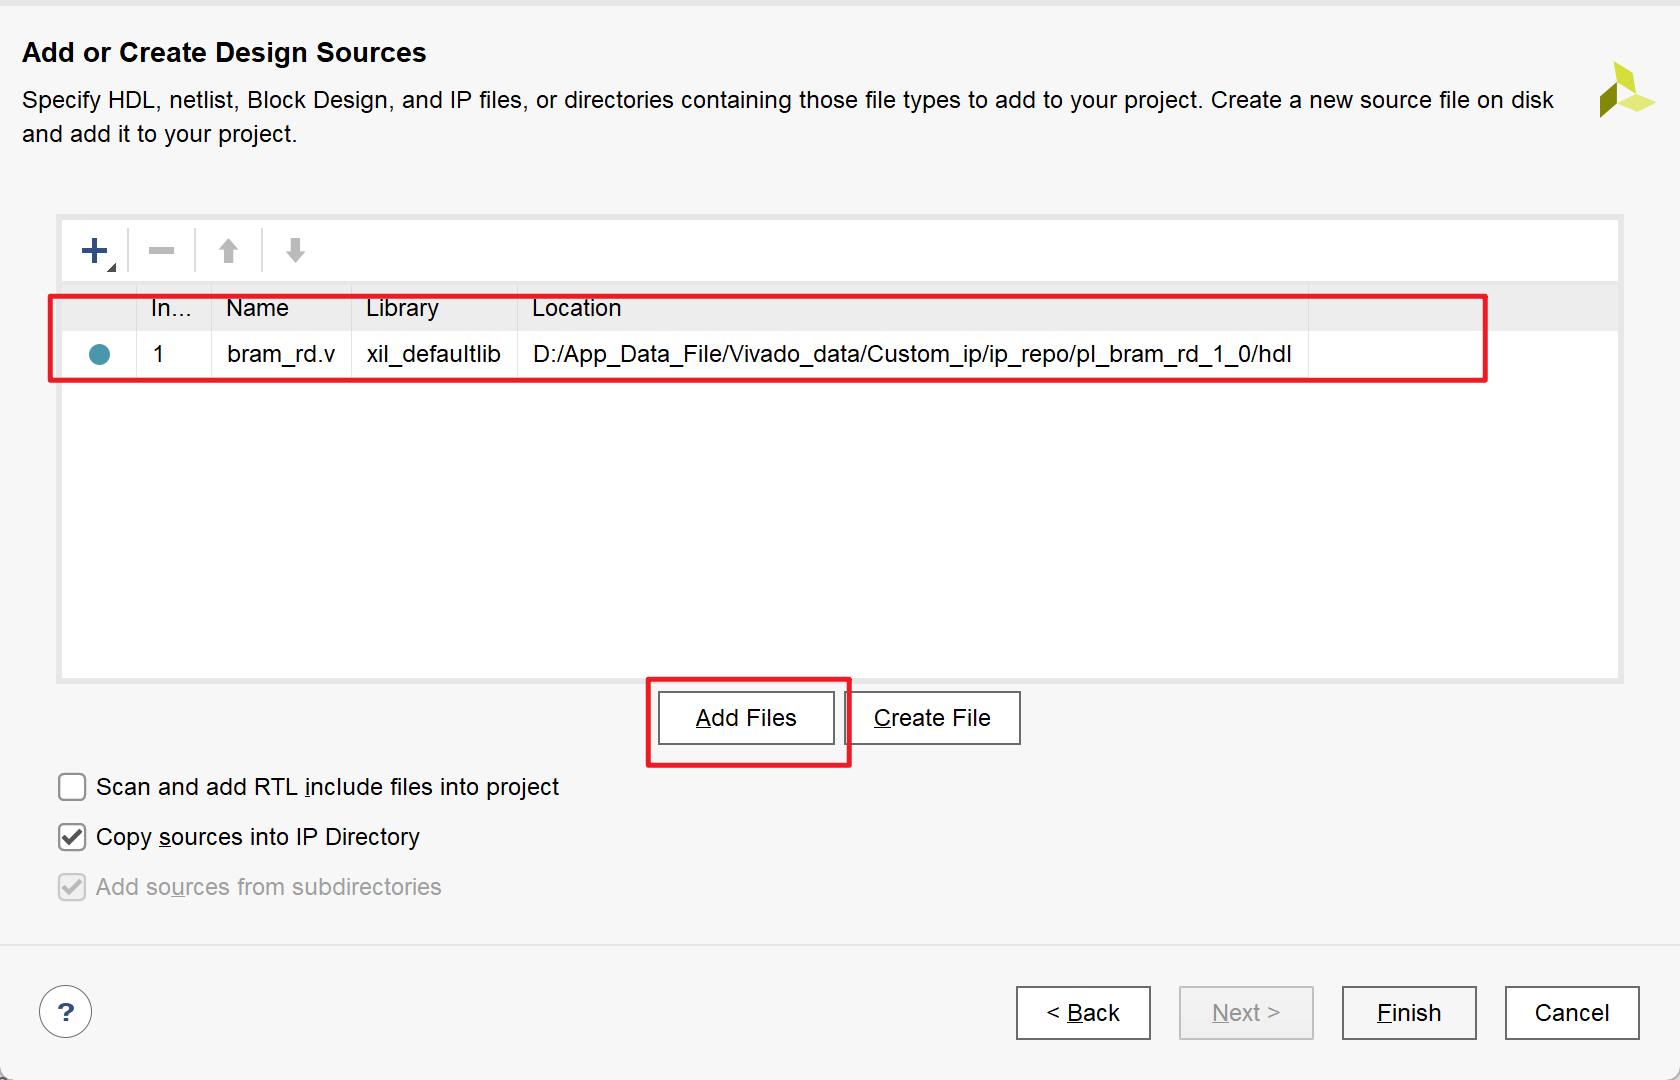 Add or Create Design Sources
Specify HDL, netlist, Block Design, and IP files, or directories containing those file types to add to your project. Create a new source file on disk
and add it to your project.
In... Name Library Location
1 bram_rd.v xil_defaultlib D:/App_Data_File/Vivado_data/Custom_ip/ip_repo/pl_bram_rd_1_0/hdl
Add Files Create File
Scan and add RTL include files into project
Copy sources into IP Directory
Add sources from subdirectories
? < Back Next > Finish Cancel